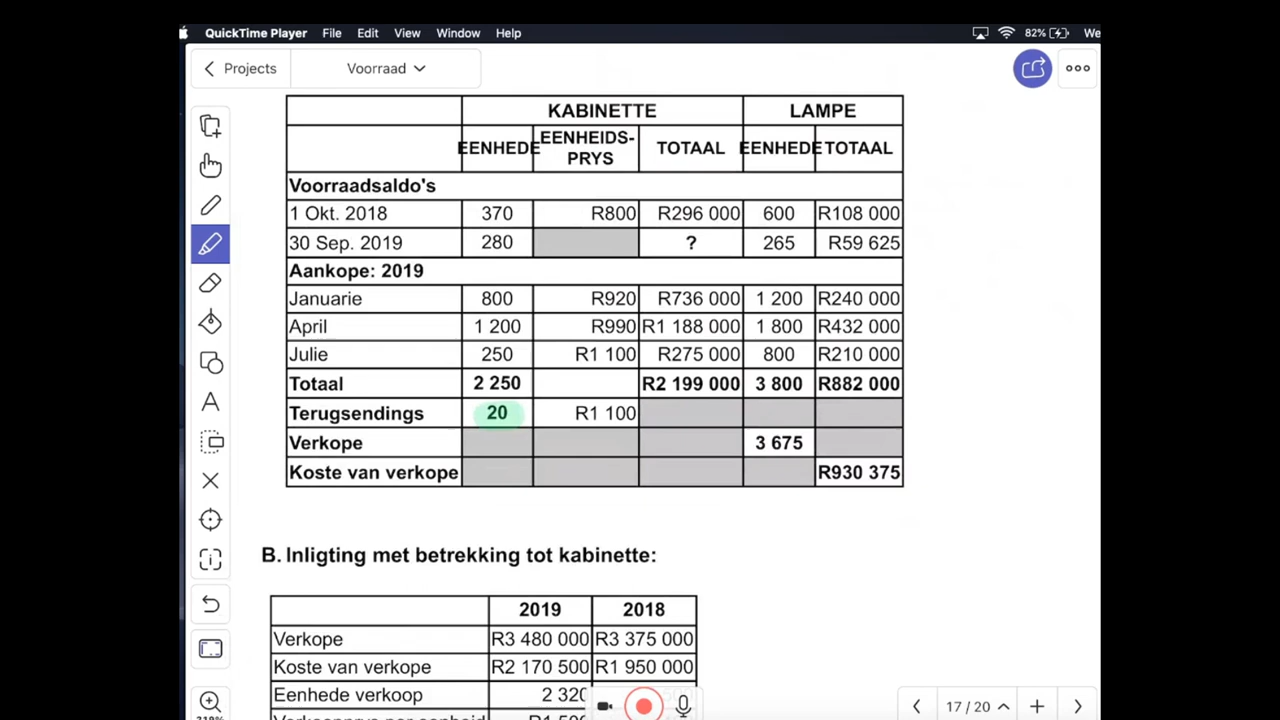 QuickTime Player File Edit View Window Help 82% We
Projects Voorraad
KABINETTE LAMPE
EENHEDE EENHEIDS-PRYS TOTAAL EENHEDE TOTAAL
Voorraadsaldo's
1 Okt. 2018 370 R800 R296 000 600 R108 000
30 Sep. 2019 280 ? 265 R59 625
Aankope: 2019
Januarie 800 R920 R736 000 1 200 R240 000
April 1 200 R990 R1 188 000 1 800 R432 000
Julie 250 R1 100 R275 000 800 R210 000
Totaal 2 250 R2 199 000 3 800 R882 000
Terugsendings 20 R1 100
Verkope 3 675
Koste van verkope R930 375
B. Inligting met betrekking tot kabinette:
2019 2018
Verkope R3 480 000 R3 375 000
Koste van verkope R2 170 500 R1 950 000
Eenhede verkoop 2 320
17 / 20